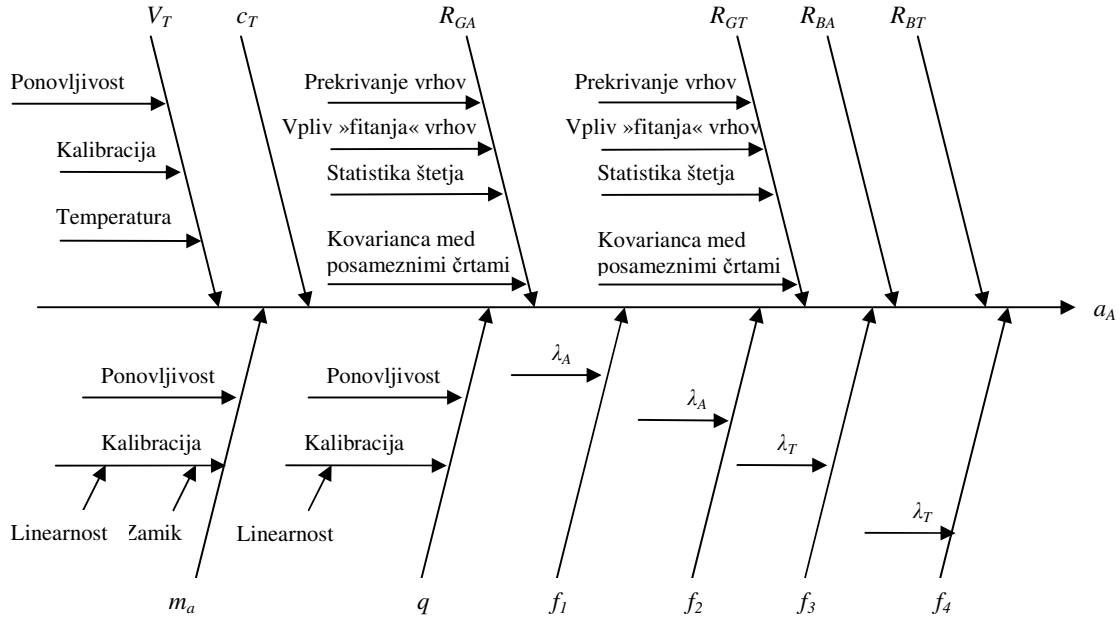 V_T c_T R_GA R_GT R_BA R_BT
Ponovljivost
Kalibracija
Temperatura
Prekrivanje vrhov
Vpliv »fitanja« vrhov
Statistika štetja
Kovarianca med
posameznimi črtami
Prekrivanje vrhov
Vpliv »fitanja« vrhov
Statistika štetja
Kovarianca med
posameznimi črtami
a_A
Ponovljivost
Kalibracija
Linearnost
Zamik
Ponovljivost
Kalibracija
Linearnost
λ_A
λ_A
λ_T
λ_T
m_a q f_1 f_2 f_3 f_4